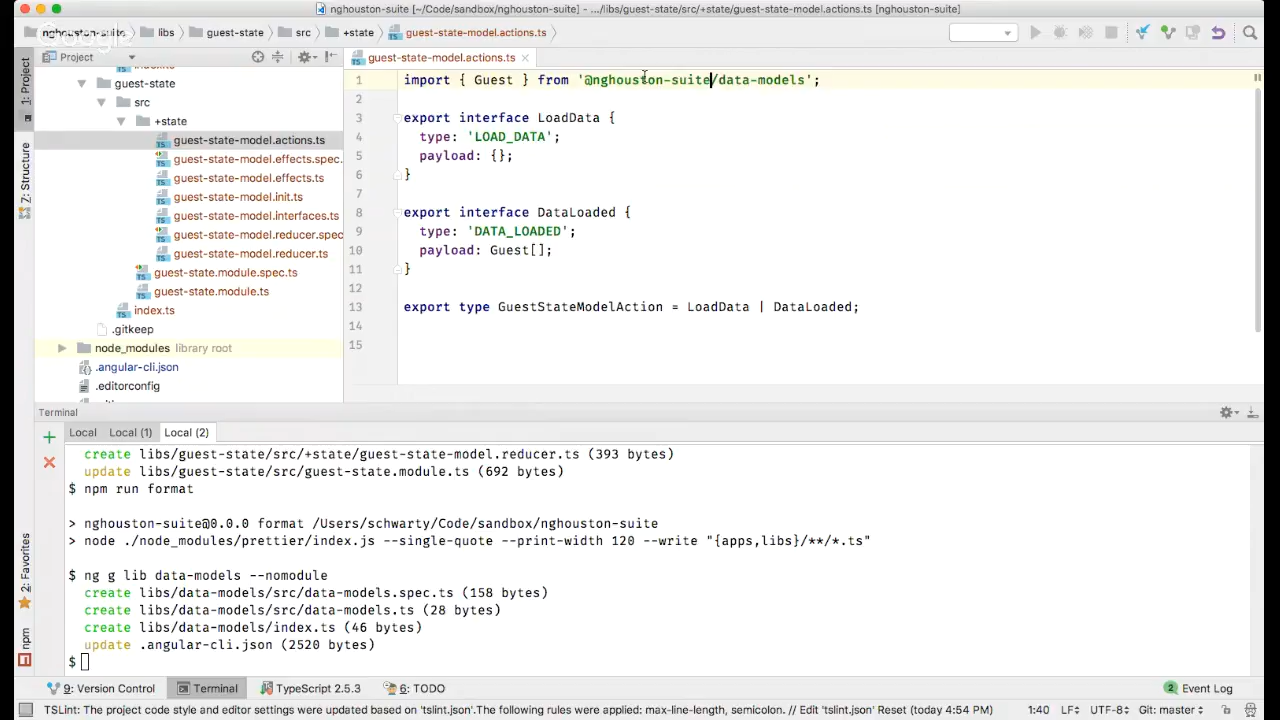 nghouston-suite [~/Code/sandbox/nghouston-suite] – .../libs/guest-state/src/+state/guest-state-model.actions.ts [nghouston-suite]
nghouston-suite libs guest-state src +state guest-state-model.actions.ts
Google
1: Project
Project
guest-state-model.actions.ts
guest-state
src
+state
guest-state-model.actions.ts
guest-state-model.effects.spec.
guest-state-model.effects.ts
guest-state-model.init.ts
guest-state-model.interfaces.ts
guest-state-model.reducer.spec
guest-state-model.reducer.ts
guest-state.module.spec.ts
guest-state.module.ts
index.ts
.gitkeep
node_modules library root
.angular-cli.json
.editorconfig
Z: Structure
2: Favorites
npm
1 import { Guest } from '@nghouston-suite/data-models';
2
3 export interface LoadData {
4 type: 'LOAD_DATA';
5 payload: {};
6 }
7
8 export interface DataLoaded {
9 type: 'DATA_LOADED';
10 payload: Guest[];
11 }
12
13 export type GuestStateModelAction = LoadData | DataLoaded;
14
15
Terminal
Local Local (1) Local (2)
create libs/guest-state/src/+state/guest-state-model.reducer.ts (393 bytes)
update libs/guest-state/src/guest-state.module.ts (692 bytes)
$ npm run format
> nghouston-suite@0.0.0 format /Users/schwarty/Code/sandbox/nghouston-suite
> node ./node_modules/prettier/index.js --single-quote --print-width 120 --write "{apps,libs}/**/*.ts"
$ ng g lib data-models --nomodule
create libs/data-models/src/data-models.spec.ts (158 bytes)
create libs/data-models/src/data-models.ts (28 bytes)
create libs/data-models/index.ts (46 bytes)
update .angular-cli.json (2520 bytes)
$
9: Version Control Terminal TypeScript 2.5.3 6: TODO 2 Event Log
TSLint: The project code style and editor settings were updated based on 'tslint.json'.The following rules were applied: max-line-length, semicolon. // Edit 'tslint.json' Reset (today 4:54 PM) 1:40 LF÷ UTF-8÷ Git: master÷